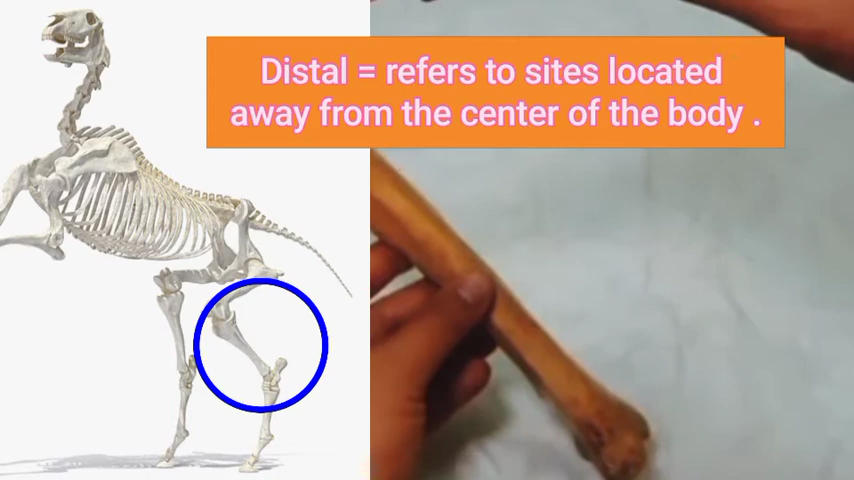 Distal = refers to sites located
away from the center of the body .